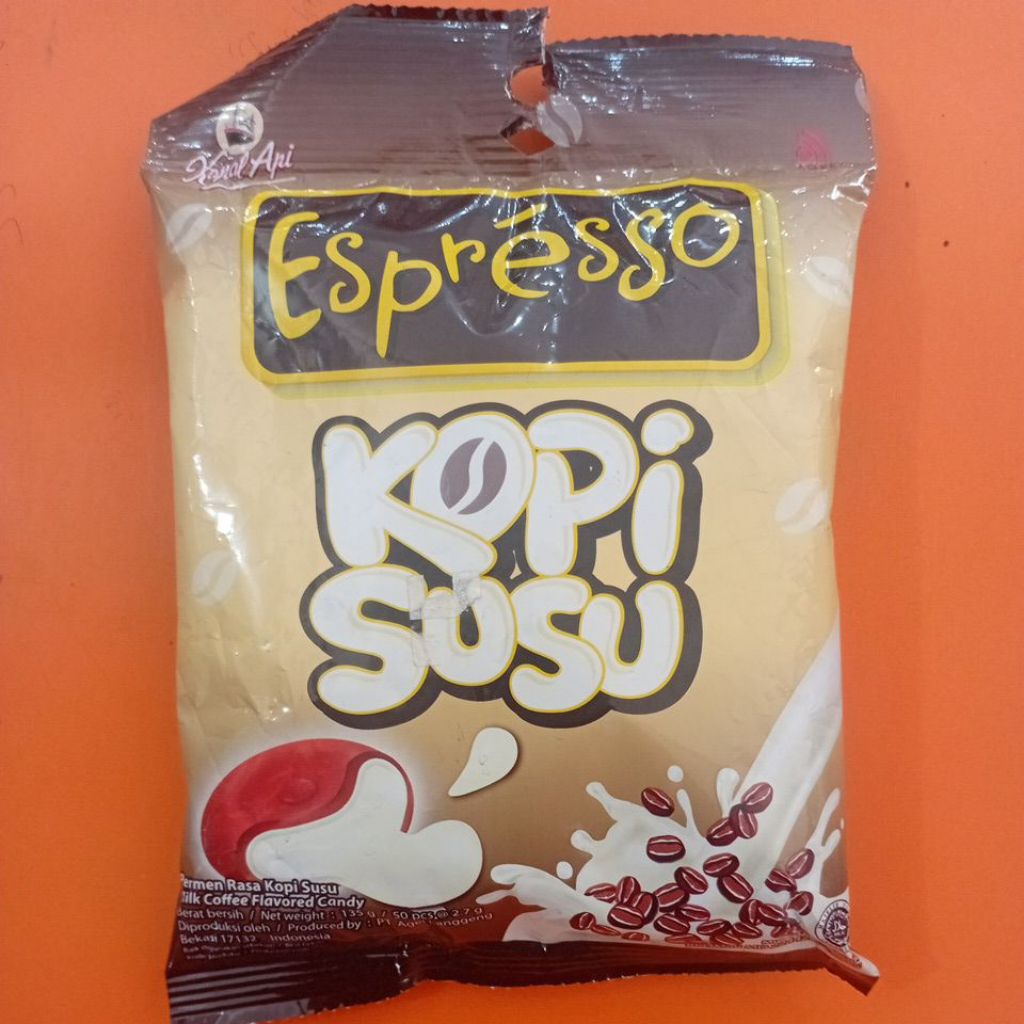 Kapal Api
Esprésso
KOPI
SUSU
Permen Rasa Kopi Susu
Milk Coffee Flavored Candy
Berat bersih / Net weight : 135 g / 50 pcs@ 2.7 g
Diproduksi oleh / Produced by : PT. Agel Langgeng
Bekasi 17132, Indonesia